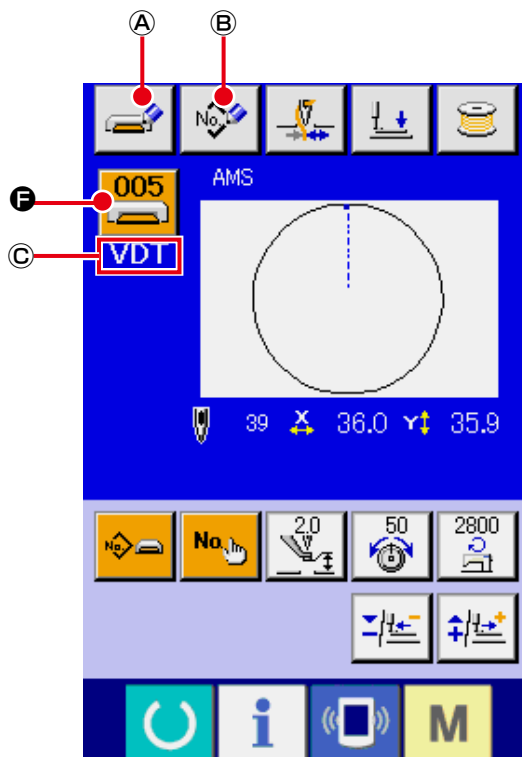 Ⓐ Ⓑ
No.
005 AMS
🅕
Ⓒ VDT
39 X 36.0 Y 35.9
No. No. 2.0 50 2800
i M